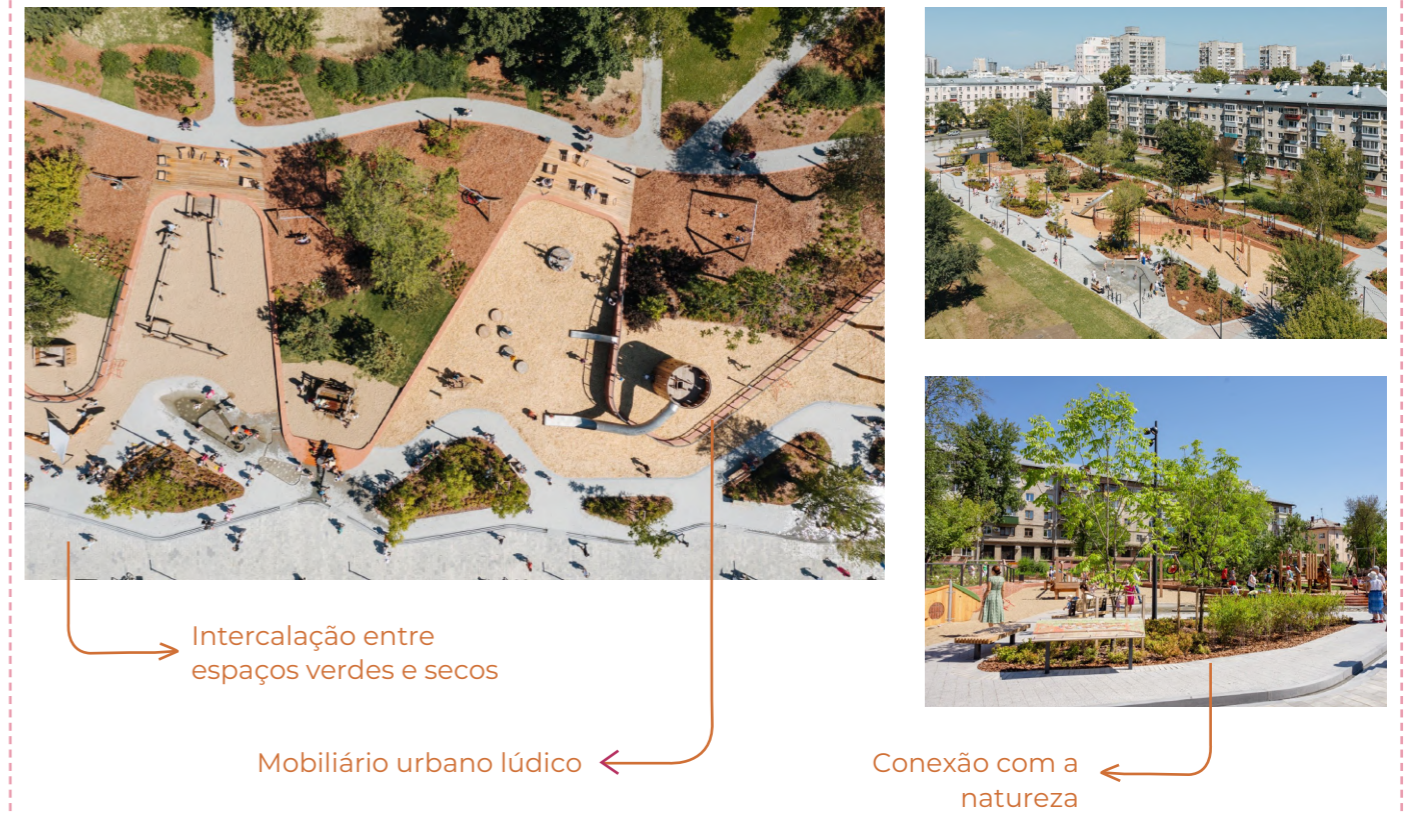 Intercalação entre
espaços verdes e secos
Mobiliário urbano lúdico
Conexão com a
natureza